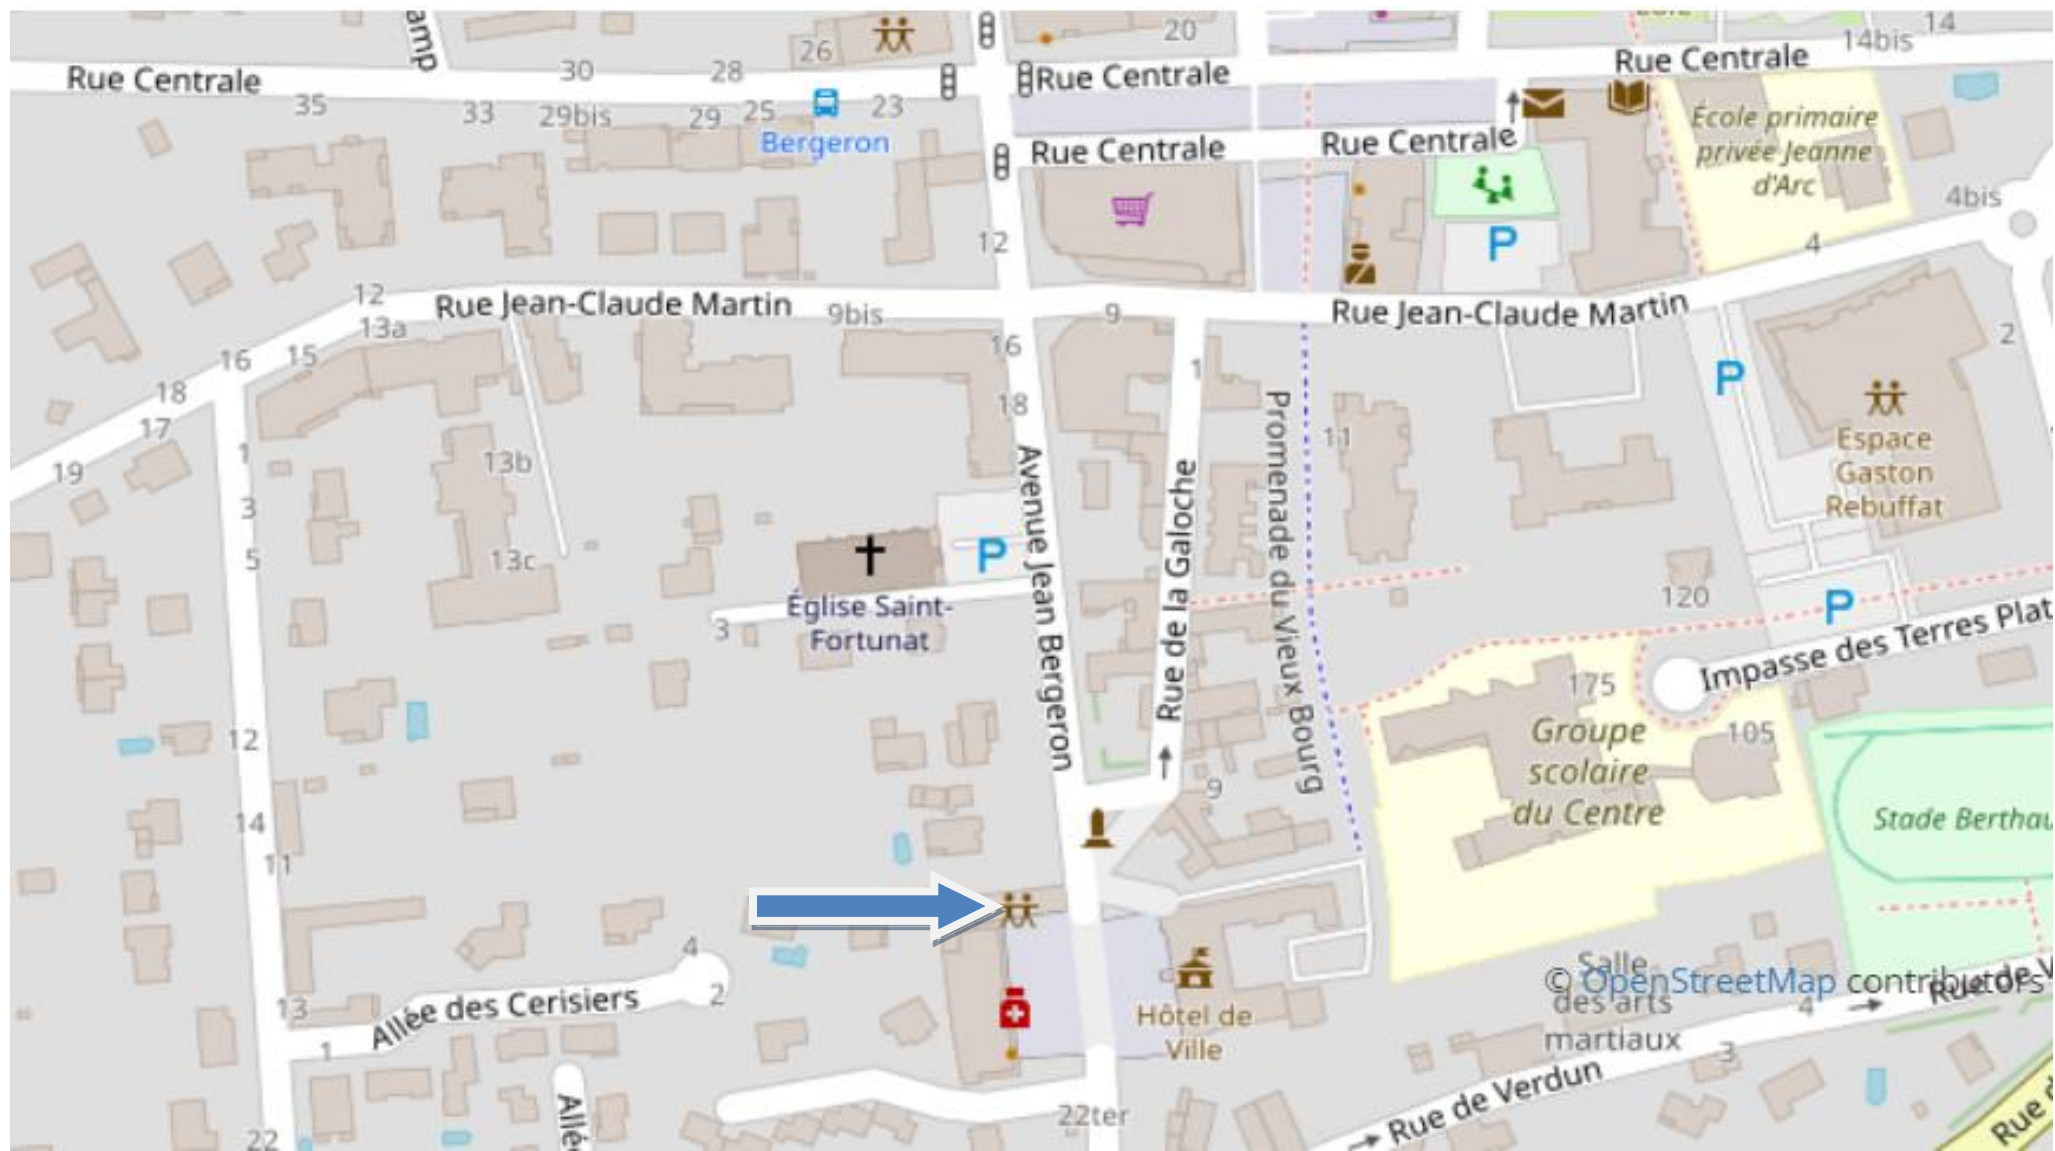 amp
Rue Centrale
35
30
33
29bis
28
29
25
26
23
Bergeron
20
Rue Centrale
Rue Centrale
Rue Centrale
Rue Centrale
14bis
14
École primaire
privée Jeanne
d'Arc
4bis
4
P
12
12
13a
Rue Jean-Claude Martin
9bis
9
Rue Jean-Claude Martin
2
16
15
18
17
19
16
18
1
1
3
5
13b
13c
11
P
Espace
Gaston
Rebuffat
P
Église Saint-
Fortunat
3
Avenue Jean Bergeron
Rue de la Galoche
Promenade du Vieux Bourg
120
P
Impasse des Terres Plat
175
105
Groupe
scolaire
du Centre
Stade Berthau
12
14
11
9
4
2
13
1
Allée des Cerisiers
Allé
22
Hôtel de
Ville
22ter
Salle
des arts
martiaux
© OpenStreetMap contributors
Rue de V
4
3
Rue de Verdun
Rue d